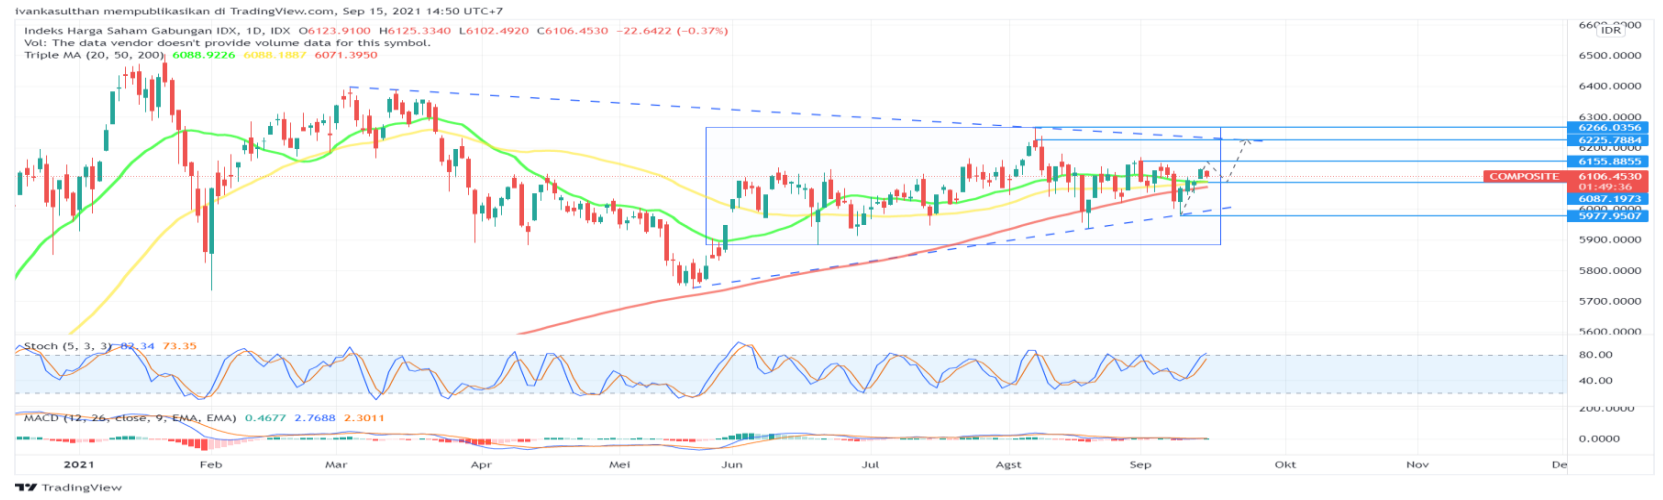 ivankasulthan mempublikasikan di TradingView.com, Sep 15, 2021 14:50 UTC+7
Indeks Harga Saham Gabungan IDX, 1D, IDX O6123.9100 H6125.3340 L6102.4920 C6106.4530 −22.6422 (−0.37%)
Vol: The data vendor doesn't provide volume data for this symbol.
Triple MA (20, 50, 200) 6088.9226 6088.1887 6071.3950
IDR
6500.0000
6400.0000
6300.0000
6266.0356
6225.7884
6200.0000
6155.8855
COMPOSITE 6106.4530
01:49:36
6087.1973
6000.0000
5977.9507
5900.0000
5800.0000
5700.0000
5600.0000
Stoch (5, 3, 3) 82.34 73.35
80.00
40.00
MACD (12, 26, close, 9, EMA, EMA) 0.4677 2.7688 2.3011
200.0000
0.0000
2021 Feb Mar Apr Mei Jun Jul Agst Sep Okt Nov De
TradingView